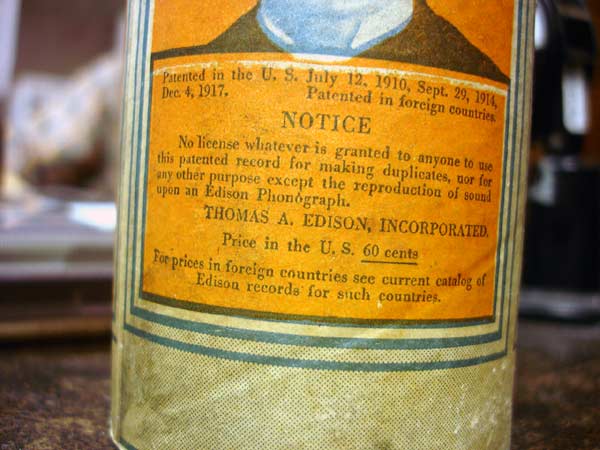 Patented in the U. S. July 12, 1910, Sept. 29, 1914,
Dec. 4, 1917. Patented in foreign countries.
NOTICE
No license whatever is granted to anyone to use
this patented record for making duplicates, nor for
any other purpose except the reproduction of sound
upon an Edison Phonograph.
THOMAS A. EDISON, INCORPORATED.
Price in the U. S. 60 cents
For prices in foreign countries see current catalog of
Edison records for such countries.